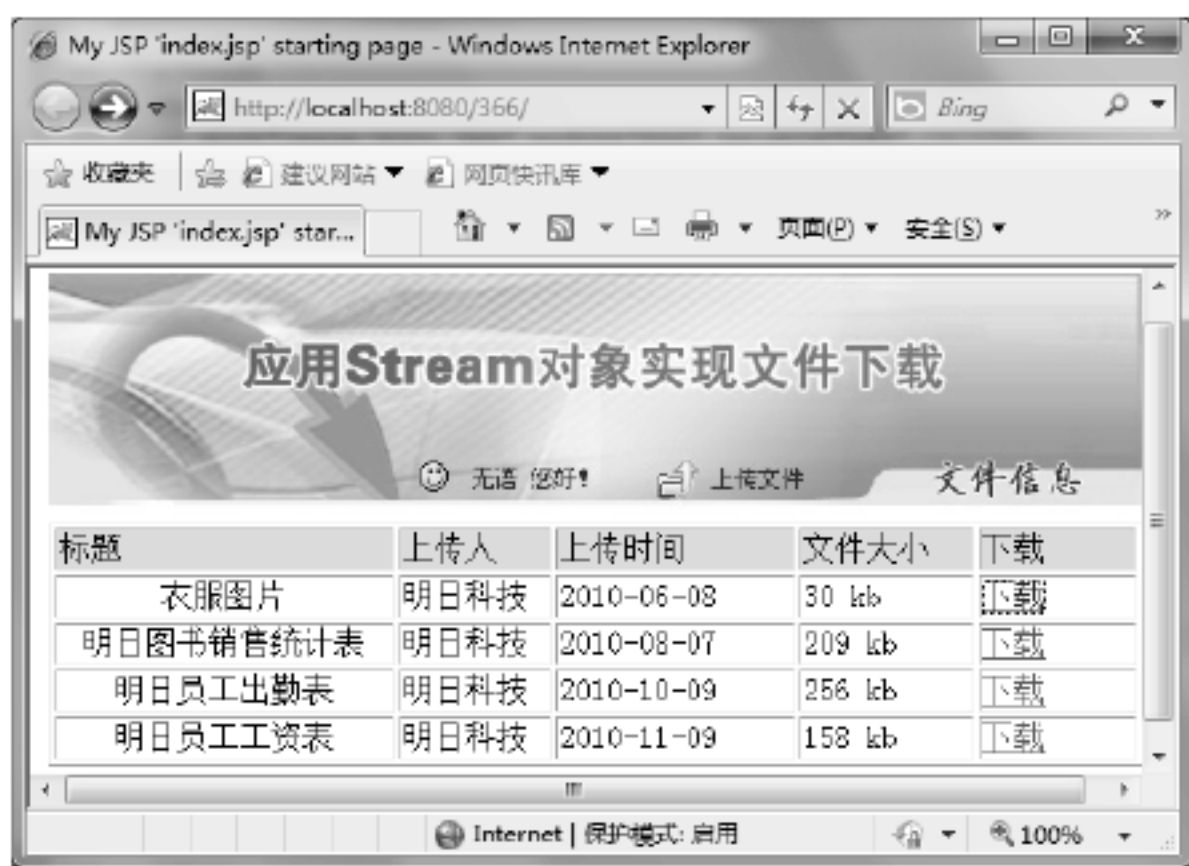 My JSP 'index.jsp' starting page - Windows Internet Explorer
http://localhost:8080/366/ Bing
收藏夹 建议网站 网页快讯库
My JSP 'index.jsp' star... 页面(P) 安全(S) »
应用Stream对象实现文件下载
无语 您好! 上传文件 文件信息
标题 上传人 上传时间 文件大小 下载
衣服图片 明日科技 2010-06-08 30 kb 下载
明日图书销售统计表 明日科技 2010-08-07 209 kb 下载
明日员工出勤表 明日科技 2010-10-09 256 kb 下载
明日员工工资表 明日科技 2010-11-09 158 kb 下载
Internet | 保护模式: 启用 100%